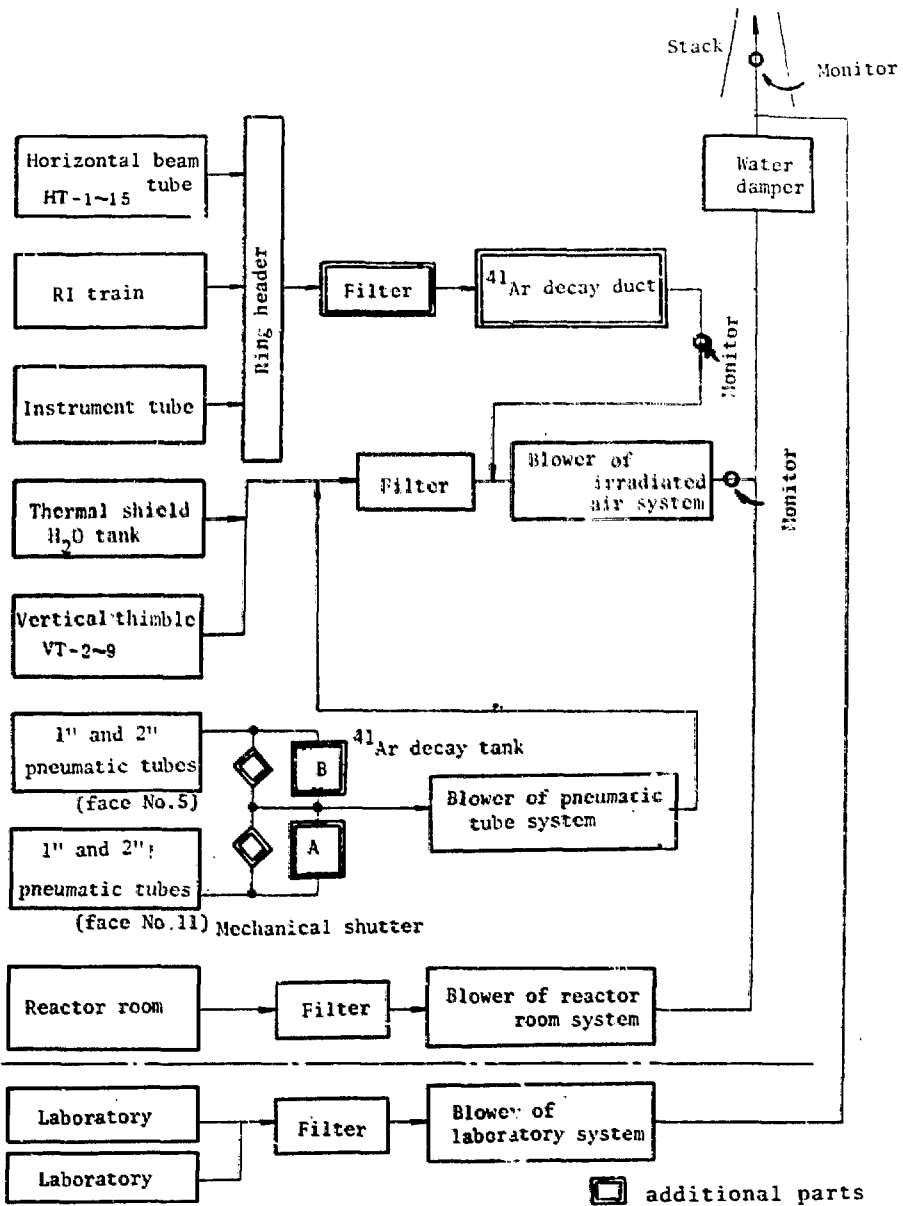 Stack
Monitor
Horizontal beam
tube
HT-1~15
Water
damper
RI train
Ring header
Filter
41Ar decay duct
Monitor
Instrument tube
Filter
Blower of
irradiated
air system
Monitor
Thermal shield
H2O tank
Vertical thimble
VT-2~9
1" and 2"
pneumatic tubes
(face No.5)
B
41Ar decay tank
Blower of pneumatic
tube system
1" and 2"
pneumatic tubes
(face No.11)
A
Mechanical shutter
Reactor room
Filter
Blower of reactor
room system
Laboratory
Filter
Blower of
laboratory system
Laboratory
additional parts